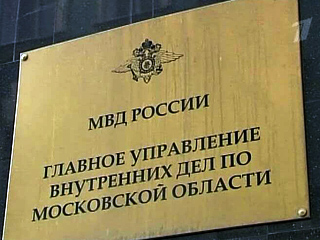 МВД РОССИИ
ГЛАВНОЕ УПРАВЛЕНИЕ
ВНУТРЕННИХ ДЕЛ ПО
МОСКОВСКОЙ ОБЛАСТИ